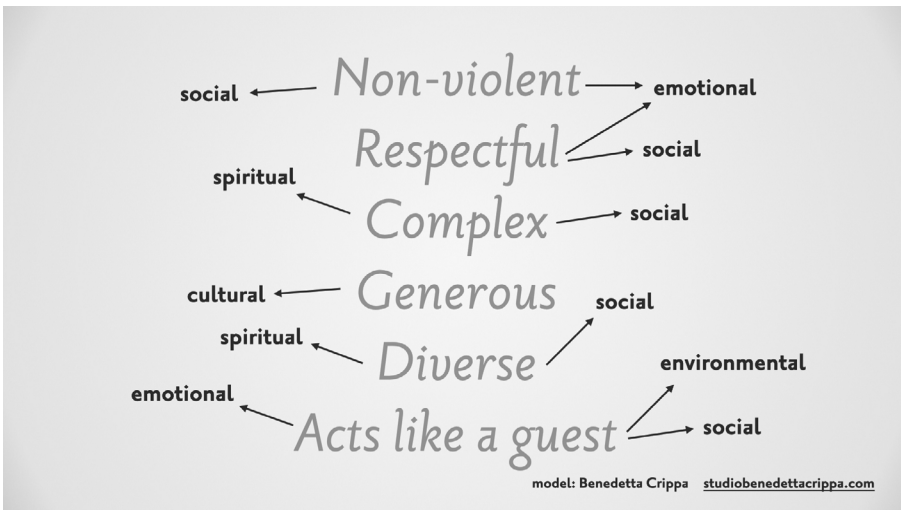 Non-violent
social
emotional
Respectful
social
spiritual
Complex
social
Generous
cultural
social
spiritual
Diverse
environmental
emotional
Acts like a guest
social
model: Benedetta Crippa studiobenedettacrippa.com